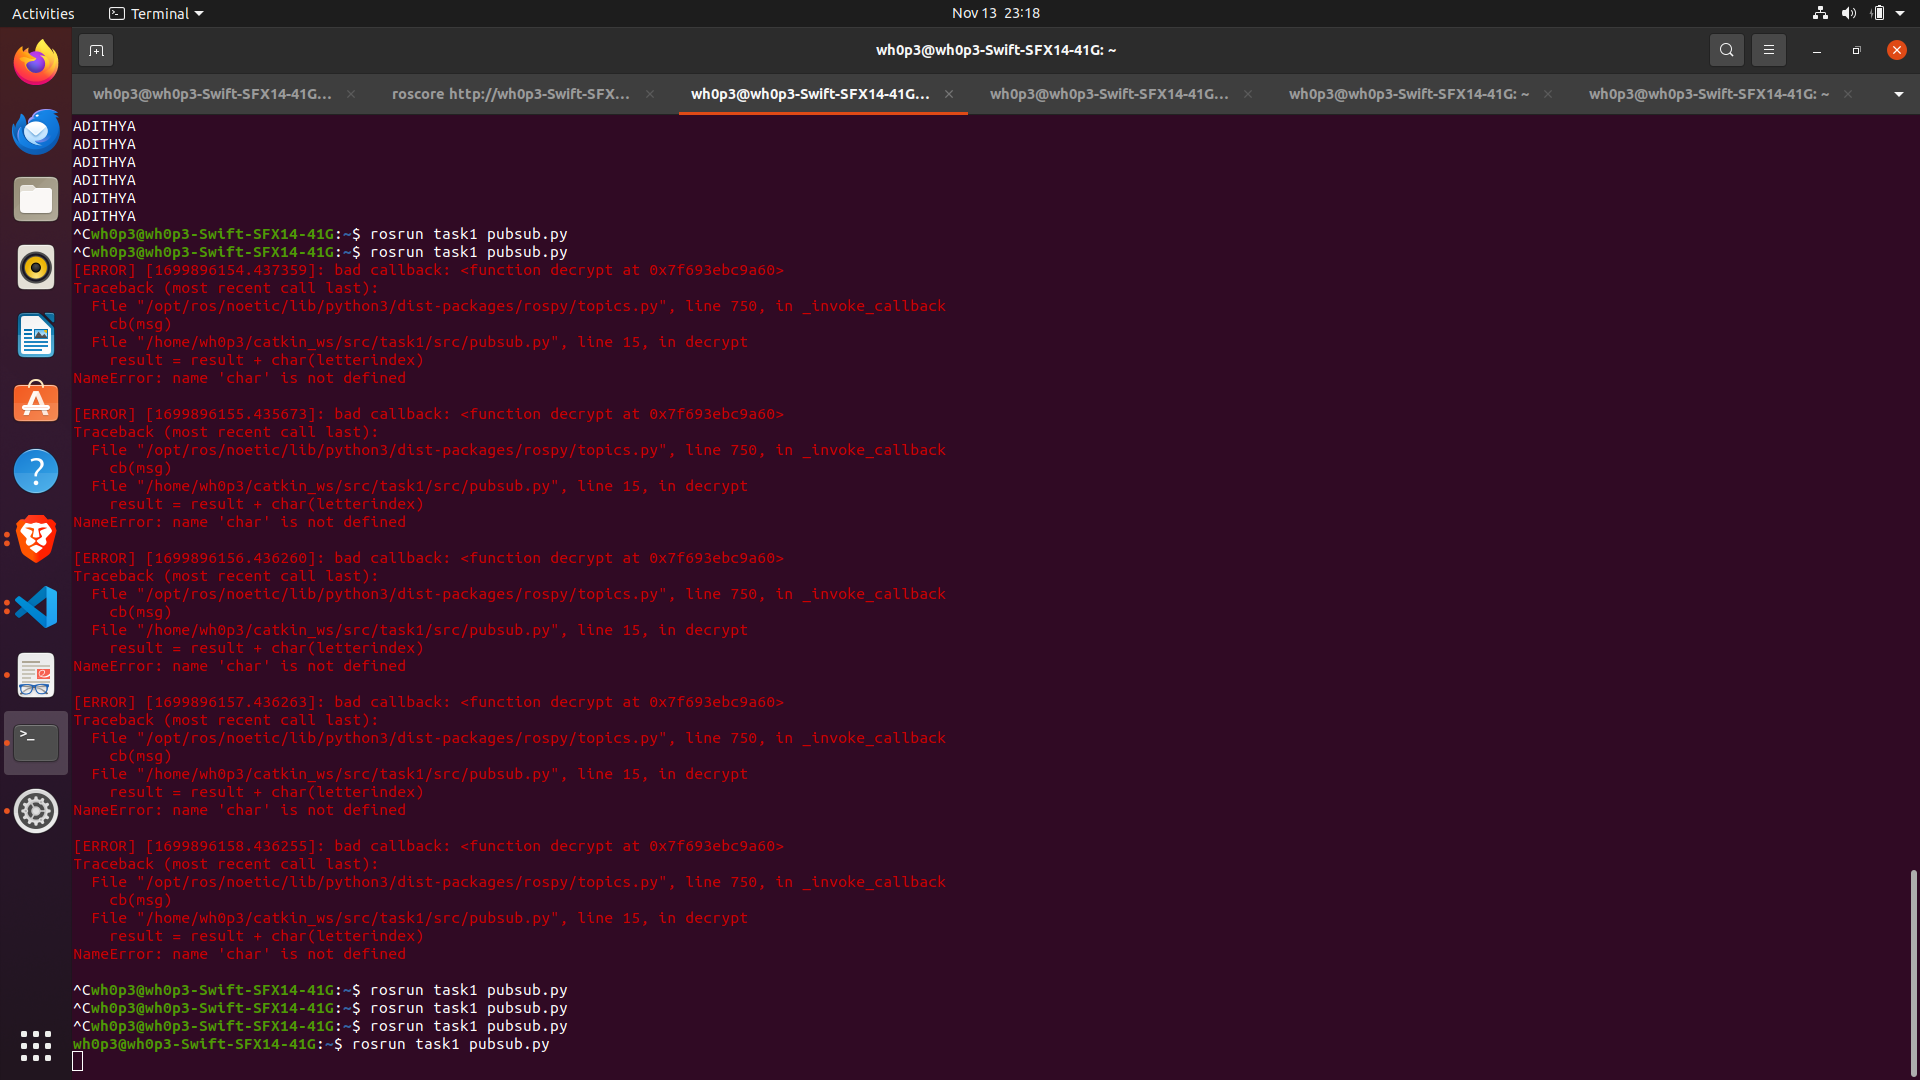 Activities
Terminal
Nov 13 23:18
wh0p3@wh0p3-Swift-SFX14-41G: ~
wh0p3@wh0p3-Swift-SFX14-41G...
roscore http://wh0p3-Swift-SFX...
wh0p3@wh0p3-Swift-SFX14-41G...
wh0p3@wh0p3-Swift-SFX14-41G...
wh0p3@wh0p3-Swift-SFX14-41G: ~
wh0p3@wh0p3-Swift-SFX14-41G: ~
ADITHYA
ADITHYA
ADITHYA
ADITHYA
ADITHYA
ADITHYA
^Cwh0p3@wh0p3-Swift-SFX14-41G:~$ rosrun task1 pubsub.py
^Cwh0p3@wh0p3-Swift-SFX14-41G:~$ rosrun task1 pubsub.py
[ERROR] [1699896154.437359]: bad callback: <function decrypt at 0x7f693ebc9a60>
Traceback (most recent call last):
  File "/opt/ros/noetic/lib/python3/dist-packages/rospy/topics.py", line 750, in _invoke_callback
    cb(msg)
  File "/home/wh0p3/catkin_ws/src/task1/src/pubsub.py", line 15, in decrypt
    result = result + char(letterindex)
NameError: name 'char' is not defined
[ERROR] [1699896155.435673]: bad callback: <function decrypt at 0x7f693ebc9a60>
Traceback (most recent call last):
  File "/opt/ros/noetic/lib/python3/dist-packages/rospy/topics.py", line 750, in _invoke_callback
    cb(msg)
  File "/home/wh0p3/catkin_ws/src/task1/src/pubsub.py", line 15, in decrypt
    result = result + char(letterindex)
NameError: name 'char' is not defined
[ERROR] [1699896156.436260]: bad callback: <function decrypt at 0x7f693ebc9a60>
Traceback (most recent call last):
  File "/opt/ros/noetic/lib/python3/dist-packages/rospy/topics.py", line 750, in _invoke_callback
    cb(msg)
  File "/home/wh0p3/catkin_ws/src/task1/src/pubsub.py", line 15, in decrypt
    result = result + char(letterindex)
NameError: name 'char' is not defined
[ERROR] [1699896157.436263]: bad callback: <function decrypt at 0x7f693ebc9a60>
Traceback (most recent call last):
  File "/opt/ros/noetic/lib/python3/dist-packages/rospy/topics.py", line 750, in _invoke_callback
    cb(msg)
  File "/home/wh0p3/catkin_ws/src/task1/src/pubsub.py", line 15, in decrypt
    result = result + char(letterindex)
NameError: name 'char' is not defined
[ERROR] [1699896158.436255]: bad callback: <function decrypt at 0x7f693ebc9a60>
Traceback (most recent call last):
  File "/opt/ros/noetic/lib/python3/dist-packages/rospy/topics.py", line 750, in _invoke_callback
    cb(msg)
  File "/home/wh0p3/catkin_ws/src/task1/src/pubsub.py", line 15, in decrypt
    result = result + char(letterindex)
NameError: name 'char' is not defined
^Cwh0p3@wh0p3-Swift-SFX14-41G:~$ rosrun task1 pubsub.py
^Cwh0p3@wh0p3-Swift-SFX14-41G:~$ rosrun task1 pubsub.py
^Cwh0p3@wh0p3-Swift-SFX14-41G:~$ rosrun task1 pubsub.py
wh0p3@wh0p3-Swift-SFX14-41G:~$ rosrun task1 pubsub.py